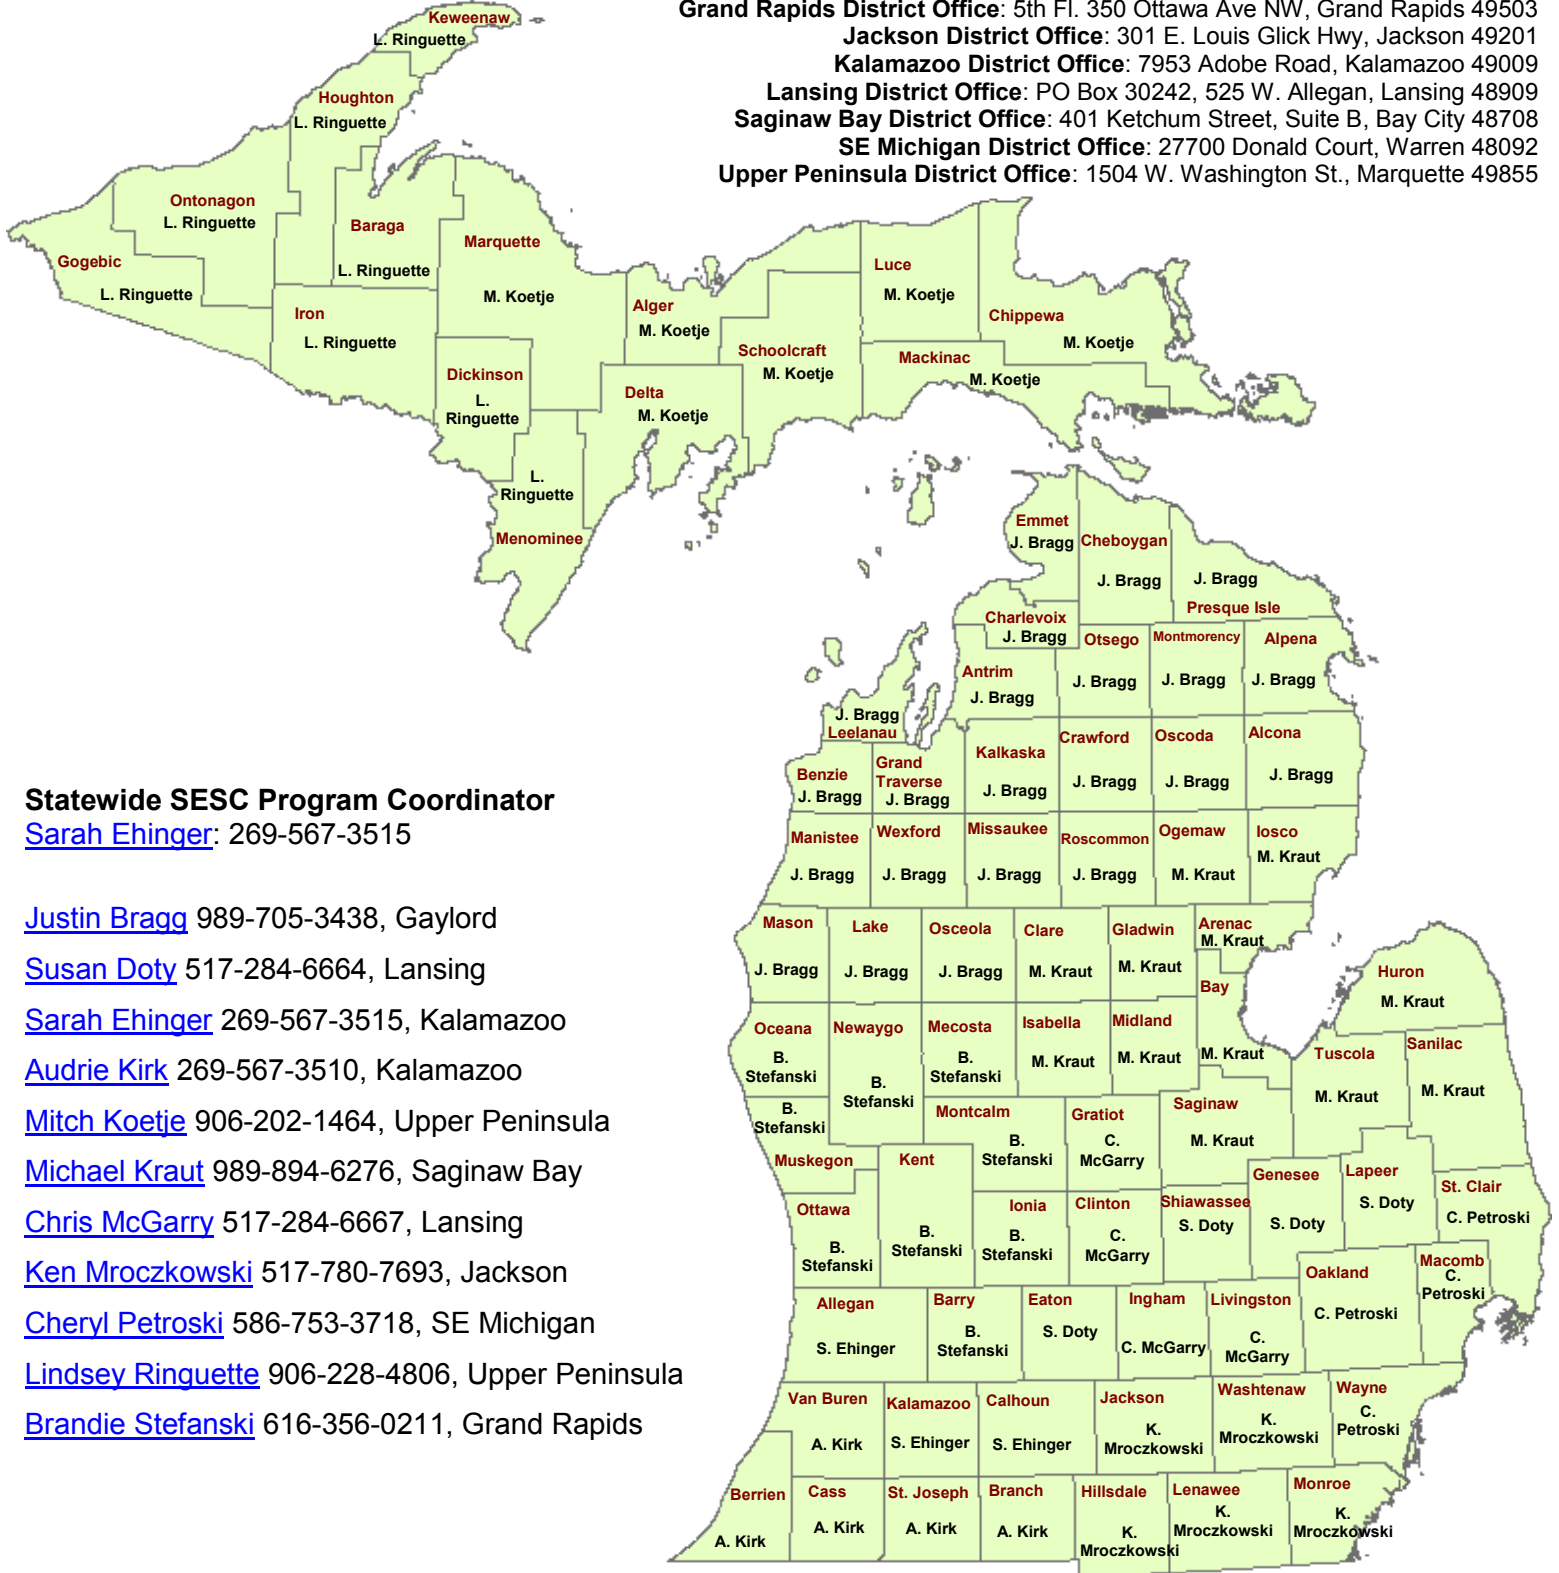 Grand Rapids District Office: 5th Fl. 350 Ottawa Ave NW, Grand Rapids 49503
Jackson District Office: 301 E. Louis Glick Hwy, Jackson 49201
Kalamazoo District Office: 7953 Adobe Road, Kalamazoo 49009
Lansing District Office: PO Box 30242, 525 W. Allegan, Lansing 48909
Saginaw Bay District Office: 401 Ketchum Street, Suite B, Bay City 48708
SE Michigan District Office: 27700 Donald Court, Warren 48092
Upper Peninsula District Office: 1504 W. Washington St., Marquette 49855
Keweenaw
L. Ringuette
Houghton
L. Ringuette
Ontonagon
L. Ringuette
Baraga
L. Ringuette
Gogebic
L. Ringuette
Marquette
M. Koetje
Iron
L. Ringuette
Dickinson
L.
Ringuette
L.
Ringuette
Menominee
Alger
M. Koetje
Delta
M. Koetje
Schoolcraft
M. Koetje
Luce
M. Koetje
Chippewa
M. Koetje
Mackinac
M. Koetje
Emmet
J. Bragg
Cheboygan
J. Bragg
J. Bragg
Presque Isle
Charlevoix
J. Bragg
Antrim
J. Bragg
Otsego
J. Bragg
Montmorency
J. Bragg
Alpena
J. Bragg
J. Bragg
Leelanau
Benzie
J. Bragg
Grand
Traverse
J. Bragg
Kalkaska
J. Bragg
Crawford
J. Bragg
Oscoda
J. Bragg
Alcona
J. Bragg
Manistee
J. Bragg
Wexford
J. Bragg
Missaukee
J. Bragg
Roscommon
J. Bragg
Ogemaw
M. Kraut
Iosco
M. Kraut
Mason
J. Bragg
Lake
J. Bragg
Osceola
J. Bragg
Clare
M. Kraut
Gladwin
M. Kraut
Arenac
M. Kraut
Bay
M. Kraut
Huron
M. Kraut
Oceana
B.
Stefanski
Newaygo
B.
Stefanski
Mecosta
B.
Stefanski
Isabella
M. Kraut
Midland
M. Kraut
Tuscola
M. Kraut
Sanilac
M. Kraut
B.
Stefanski
Muskegon
Montcalm
B.
Stefanski
Gratiot
C.
McGarry
Saginaw
M. Kraut
Kent
B.
Stefanski
Ottawa
B.
Stefanski
Ionia
B.
Stefanski
Clinton
C.
McGarry
Shiawassee
S. Doty
Genesee
S. Doty
Lapeer
S. Doty
St. Clair
C. Petroski
Macomb
C.
Petroski
Oakland
C. Petroski
Allegan
S. Ehinger
Barry
B.
Stefanski
Eaton
S. Doty
Ingham
C. McGarry
Livingston
C.
McGarry
Van Buren
A. Kirk
Kalamazoo
S. Ehinger
Calhoun
S. Ehinger
Jackson
K.
Mroczkowski
Washtenaw
K.
Mroczkowski
Wayne
C.
Petroski
Berrien
A. Kirk
Cass
A. Kirk
St. Joseph
A. Kirk
Branch
A. Kirk
Hillsdale
K.
Mroczkowski
Lenawee
K.
Mroczkowski
Monroe
K.
Mroczkowski
Statewide SESC Program Coordinator
Sarah Ehinger: 269-567-3515
Justin Bragg 989-705-3438, Gaylord
Susan Doty 517-284-6664, Lansing
Sarah Ehinger 269-567-3515, Kalamazoo
Audrie Kirk 269-567-3510, Kalamazoo
Mitch Koetje 906-202-1464, Upper Peninsula
Michael Kraut 989-894-6276, Saginaw Bay
Chris McGarry 517-284-6667, Lansing
Ken Mroczkowski 517-780-7693, Jackson
Cheryl Petroski 586-753-3718, SE Michigan
Lindsey Ringuette 906-228-4806, Upper Peninsula
Brandie Stefanski 616-356-0211, Grand Rapids